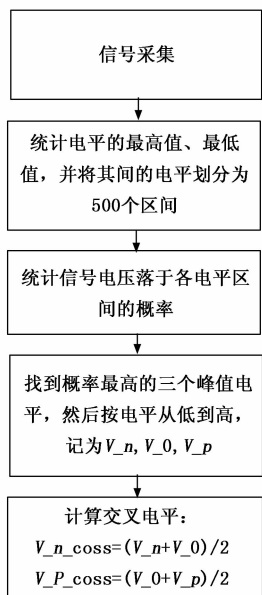 信号采集
统计电平的最高值、最低
值，并将其间的电平划分为
500个区间
统计信号电压落于各电平区
间的概率
找到概率最高的三个峰值电
平，然后按电平从低到高，
记为V_n,V_0,V_p
计算交叉电平：
V_n_coss=(V_n+V_0)/2
V_P_coss=(V_0+V_p)/2